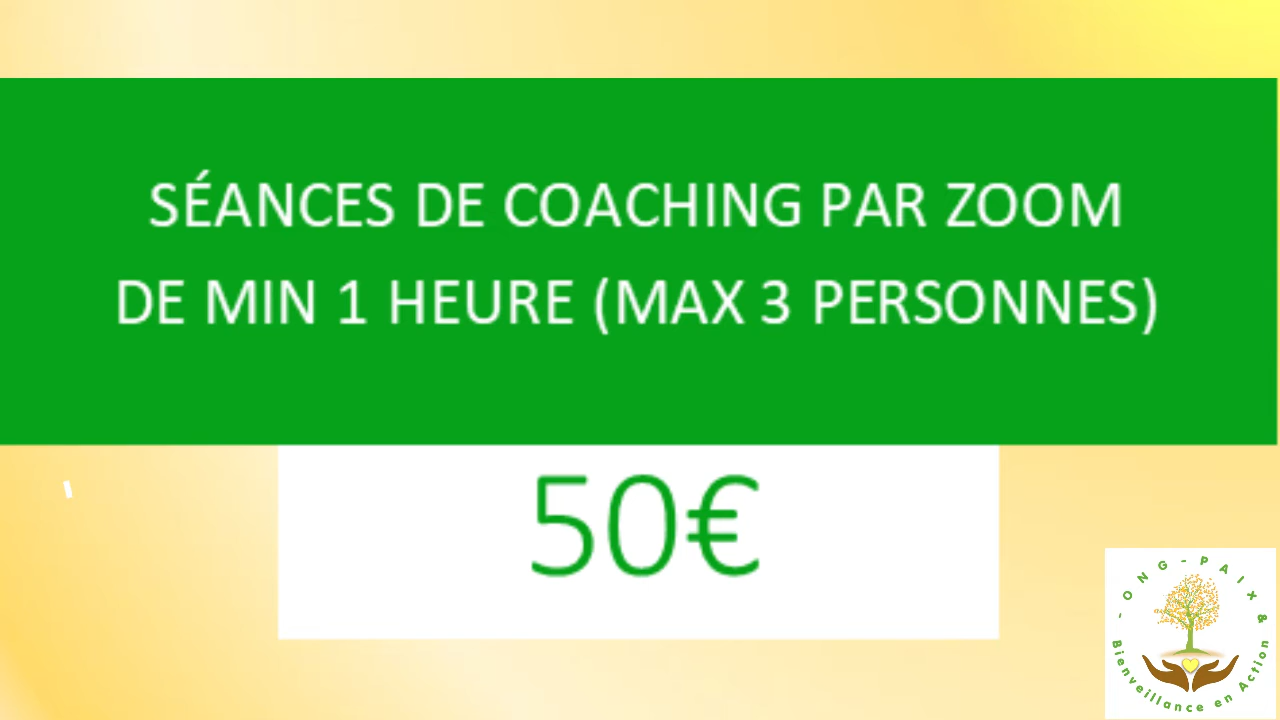 SÉANCES DE COACHING PAR ZOOM
DE MIN 1 HEURE (MAX 3 PERSONNES)
50€
- ONG - PAIX &
Bienveillance en Action